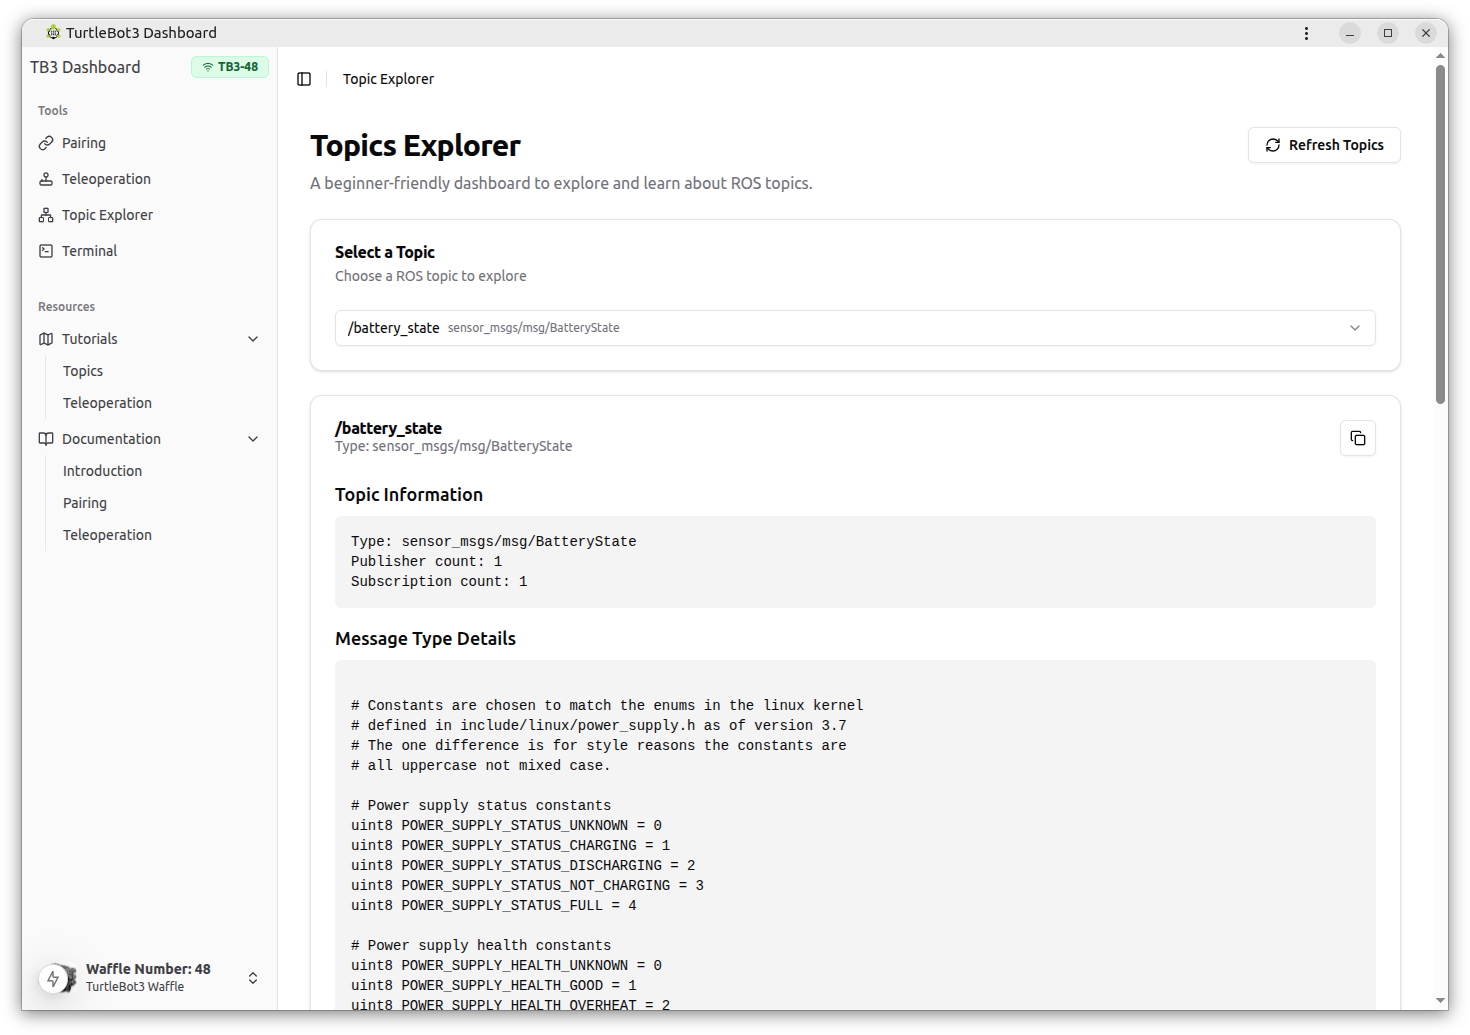 TurtleBot3 Dashboard
TB3 Dashboard
TB3-48
Tools
Pairing
Teleoperation
Topic Explorer
Terminal
Resources
Tutorials
Topics
Teleoperation
Documentation
Introduction
Pairing
Teleoperation
Waffle Number: 48
TurtleBot3 Waffle
Topic Explorer
Topics Explorer
Refresh Topics
A beginner-friendly dashboard to explore and learn about ROS topics.
Select a Topic
Choose a ROS topic to explore
/battery_state sensor_msgs/msg/BatteryState
/battery_state
Type: sensor_msgs/msg/BatteryState
Topic Information
Type: sensor_msgs/msg/BatteryState
Publisher count: 1
Subscription count: 1
Message Type Details
# Constants are chosen to match the enums in the linux kernel
# defined in include/linux/power_supply.h as of version 3.7
# The one difference is for style reasons the constants are
# all uppercase not mixed case.
# Power supply status constants
uint8 POWER_SUPPLY_STATUS_UNKNOWN = 0
uint8 POWER_SUPPLY_STATUS_CHARGING = 1
uint8 POWER_SUPPLY_STATUS_DISCHARGING = 2
uint8 POWER_SUPPLY_STATUS_NOT_CHARGING = 3
uint8 POWER_SUPPLY_STATUS_FULL = 4
# Power supply health constants
uint8 POWER_SUPPLY_HEALTH_UNKNOWN = 0
uint8 POWER_SUPPLY_HEALTH_GOOD = 1
uint8 POWER_SUPPLY_HEALTH_OVERHEAT = 2